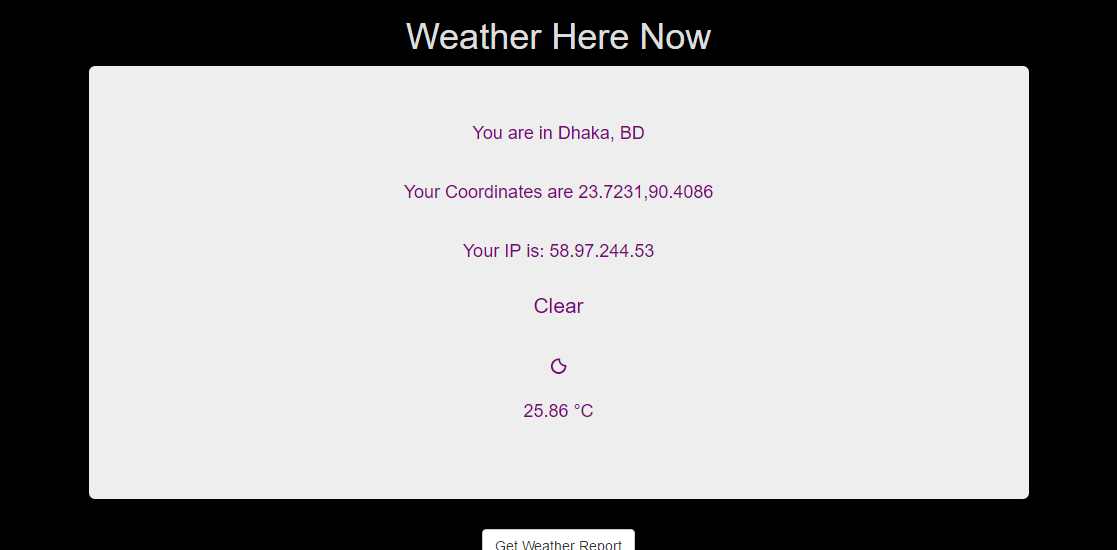 Weather Here Now
You are in Dhaka, BD
Your Coordinates are 23.7231,90.4086
Your IP is: 58.97.244.53
Clear
25.86 °C
Get Weather Report